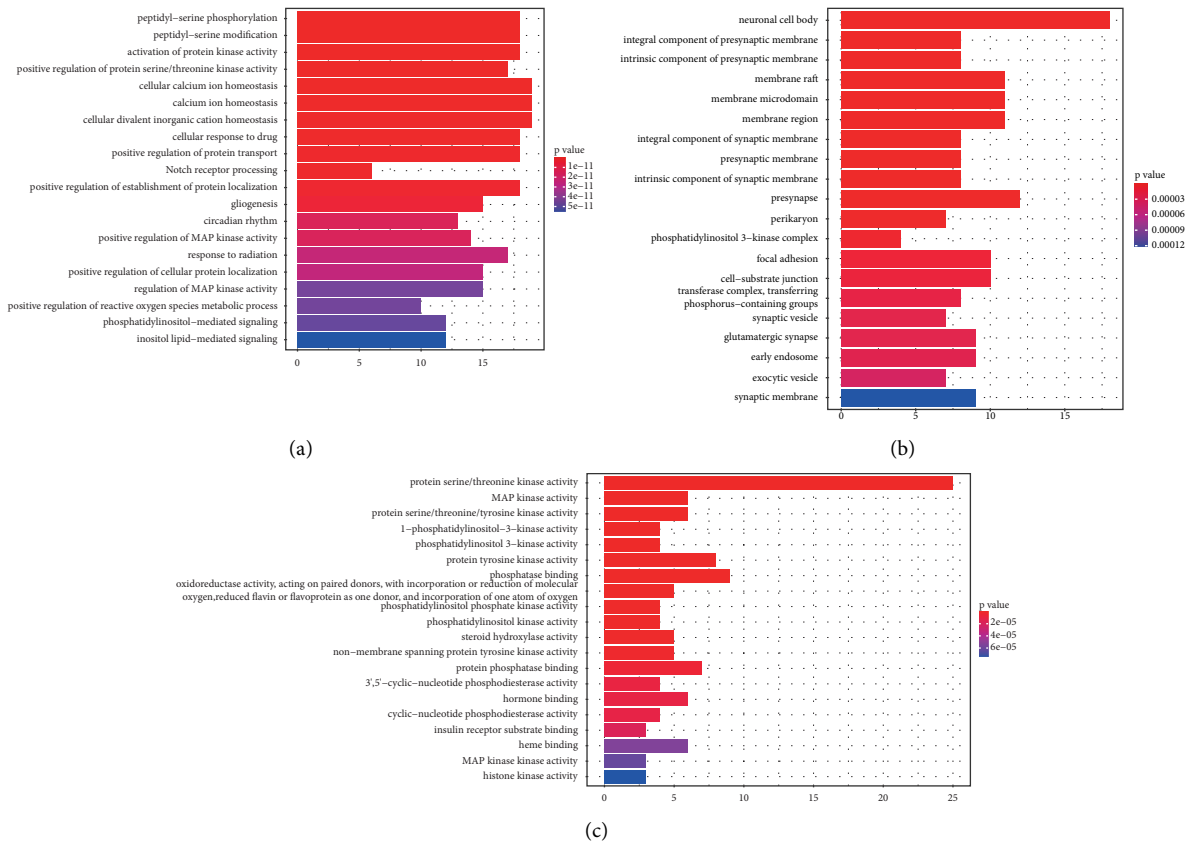 peptidyl−serine phosphorylation
peptidyl−serine modification
activation of protein kinase activity
positive regulation of protein serine/threonine kinase activity
cellular calcium ion homeostasis
calcium ion homeostasis
cellular divalent inorganic cation homeostasis
cellular response to drug
positive regulation of protein transport
Notch receptor processing
positive regulation of establishment of protein localization
gliogenesis
circadian rhythm
positive regulation of MAP kinase activity
response to radiation
positive regulation of cellular protein localization
regulation of MAP kinase activity
positive regulation of reactive oxygen species metabolic process
phosphatidylinositol−mediated signaling
inositol lipid−mediated signaling
0 5 10 15
p value
1e−11
2e−11
3e−11
4e−11
5e−11
(a)
neuronal cell body
integral component of presynaptic membrane
intrinsic component of presynaptic membrane
membrane raft
membrane microdomain
membrane region
integral component of synaptic membrane
presynaptic membrane
intrinsic component of synaptic membrane
presynapse
perikaryon
phosphatidylinositol 3−kinase complex
focal adhesion
cell−substrate junction
transferase complex, transferring
phosphorus−containing groups
synaptic vesicle
glutamatergic synapse
early endosome
exocytic vesicle
synaptic membrane
0 5 10 15
p value
0.00003
0.00006
0.00009
0.00012
(b)
protein serine/threonine kinase activity
MAP kinase activity
protein serine/threonine/tyrosine kinase activity
1−phosphatidylinositol−3−kinase activity
phosphatidylinositol 3−kinase activity
protein tyrosine kinase activity
phosphatase binding
oxidoreductase activity, acting on paired donors, with incorporation or reduction of molecular
oxygen,reduced flavin or flavoprotein as one donor, and incorporation of one atom of oxygen
phosphatidylinositol phosphate kinase activity
phosphatidylinositol kinase activity
steroid hydroxylase activity
non−membrane spanning protein tyrosine kinase activity
protein phosphatase binding
3',5'−cyclic−nucleotide phosphodiesterase activity
hormone binding
cyclic−nucleotide phosphodiesterase activity
insulin receptor substrate binding
heme binding
MAP kinase kinase activity
histone kinase activity
0 5 10 15 20 25
p value
2e−05
4e−05
6e−05
(c)